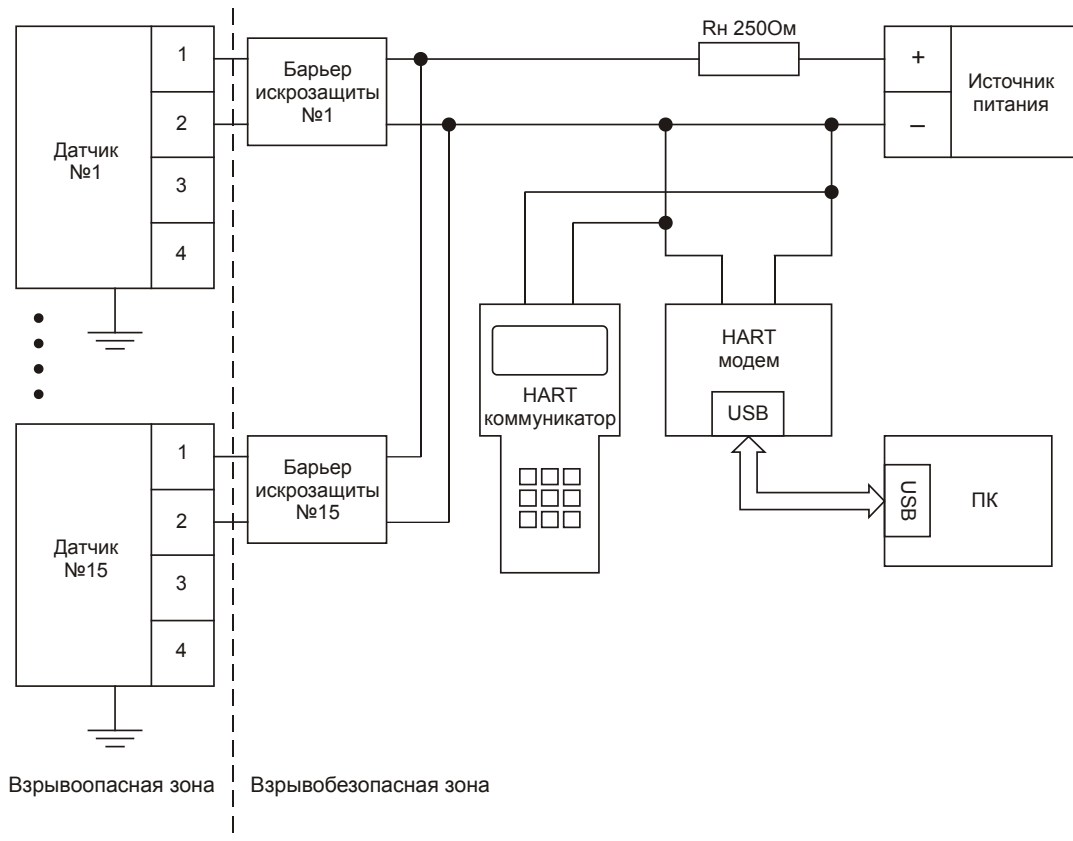 Датчик
№1
1
2
3
4
Барьер
искрозащиты
№1
Rн 250Ом
+
–
Источник
питания
HART
коммуникатор
HART
модем
USB
USB
ПК
Датчик
№15
1
2
3
4
Барьер
искрозащиты
№15
Взрывоопасная зона
Взрывобезопасная зона